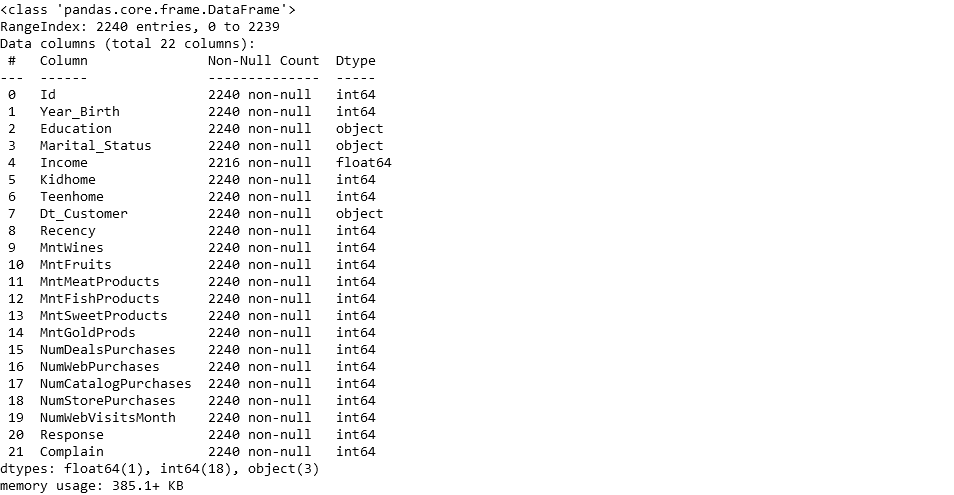 <class 'pandas.core.frame.DataFrame'>
RangeIndex: 2240 entries, 0 to 2239
Data columns (total 22 columns):
 #   Column               Non-Null Count  Dtype
---  ------               --------------  -----
 0   Id                   2240 non-null   int64
 1   Year_Birth           2240 non-null   int64
 2   Education            2240 non-null   object
 3   Marital_Status       2240 non-null   object
 4   Income               2216 non-null   float64
 5   Kidhome              2240 non-null   int64
 6   Teenhome             2240 non-null   int64
 7   Dt_Customer          2240 non-null   object
 8   Recency              2240 non-null   int64
 9   MntWines             2240 non-null   int64
 10  MntFruits            2240 non-null   int64
 11  MntMeatProducts      2240 non-null   int64
 12  MntFishProducts      2240 non-null   int64
 13  MntSweetProducts     2240 non-null   int64
 14  MntGoldProds         2240 non-null   int64
 15  NumDealsPurchases    2240 non-null   int64
 16  NumWebPurchases      2240 non-null   int64
 17  NumCatalogPurchases  2240 non-null   int64
 18  NumStorePurchases    2240 non-null   int64
 19  NumWebVisitsMonth    2240 non-null   int64
 20  Response             2240 non-null   int64
 21  Complain             2240 non-null   int64
dtypes: float64(1), int64(18), object(3)
memory usage: 385.1+ KB